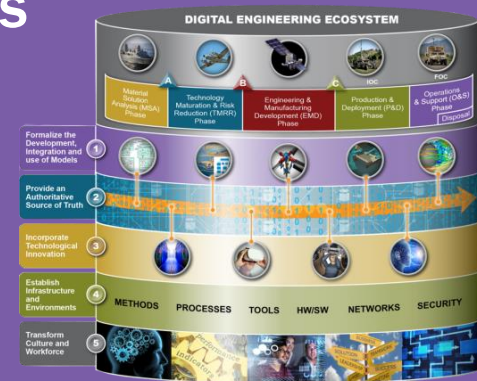 s
DIGITAL ENGINEERING ECOSYSTEM
IOC
FOC
A
B
C
Material
Solution
Analysis (MSA)
Phase
Technology
Maturation & Risk
Reduction (TMRR)
Phase
Engineering &
Manufacturing
Development (EMD)
Phase
Production &
Deployment (P&D)
Phase
Operations
& Support (O&S)
Phase
Disposal
Formalize the
Development,
Integration and
use of Models
1
Provide an
Authoritative
Source of Truth
2
Incorporate
Technological
Innovation
3
Establish
Infrastructure
and
Environments
4
METHODS PROCESSES TOOLS HW/SW NETWORKS SECURITY
Transform
Culture and
Workforce
5
performance
indicator
SOLUTION